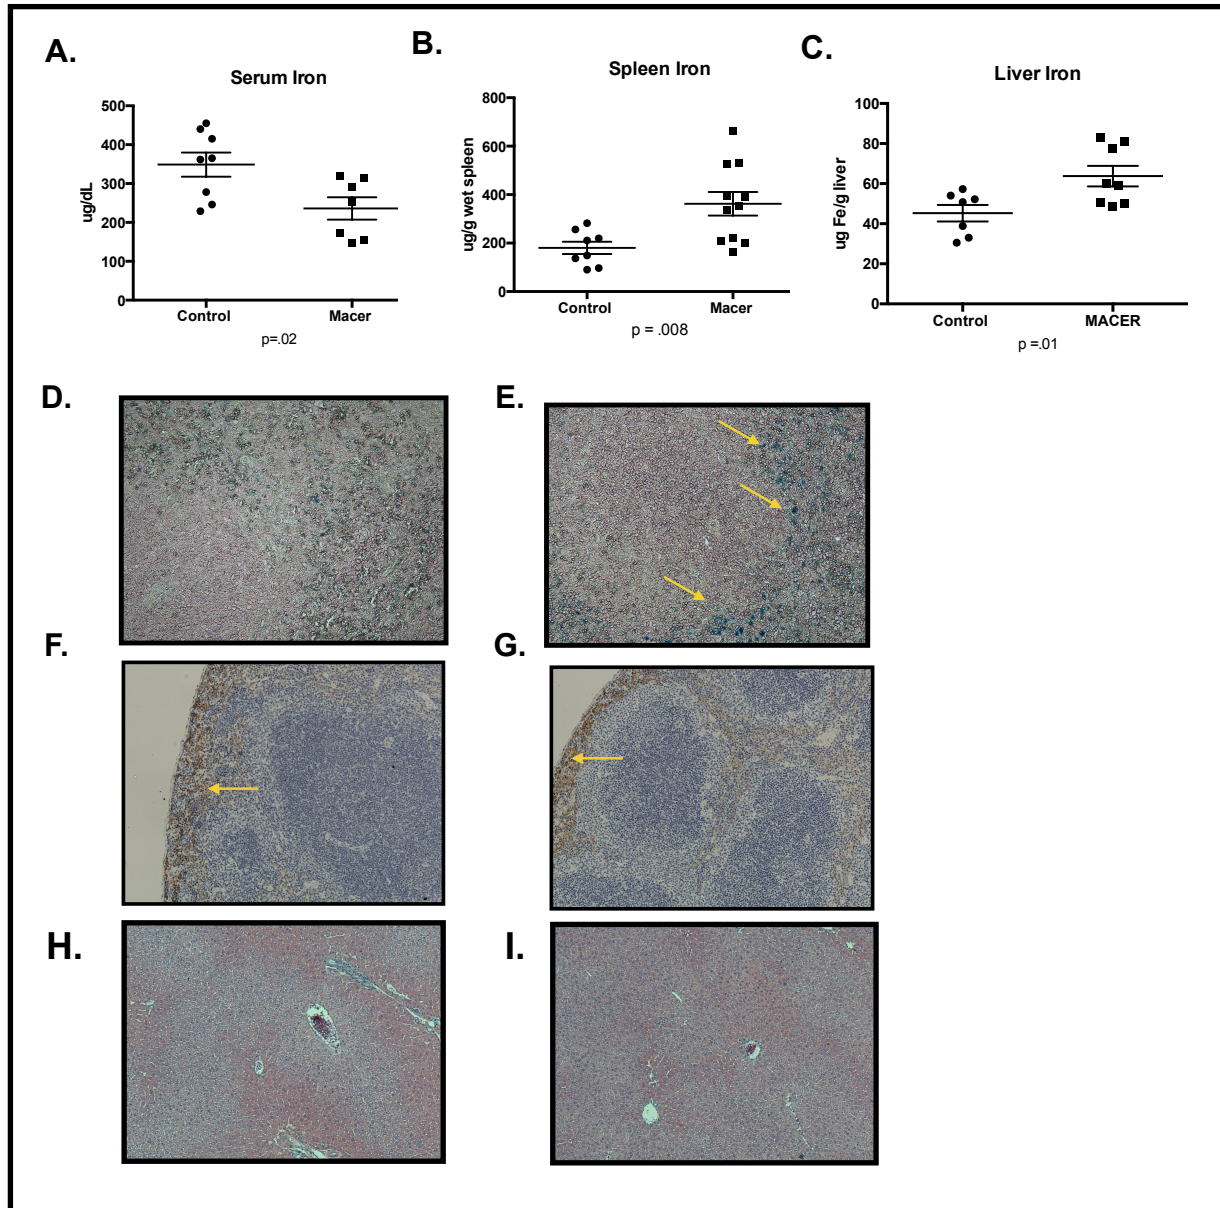 A.
Serum Iron
ug/dL
500
400
300
200
100
0
Control Macer
p=.02
B.
Spleen Iron
ug/g wet spleen
800
600
400
200
0
Control Macer
p = .008
C.
Liver Iron
ug Fe/g liver
100
80
60
40
20
0
Control MACER
p =.01
D.
E.
F.
G.
H.
I.